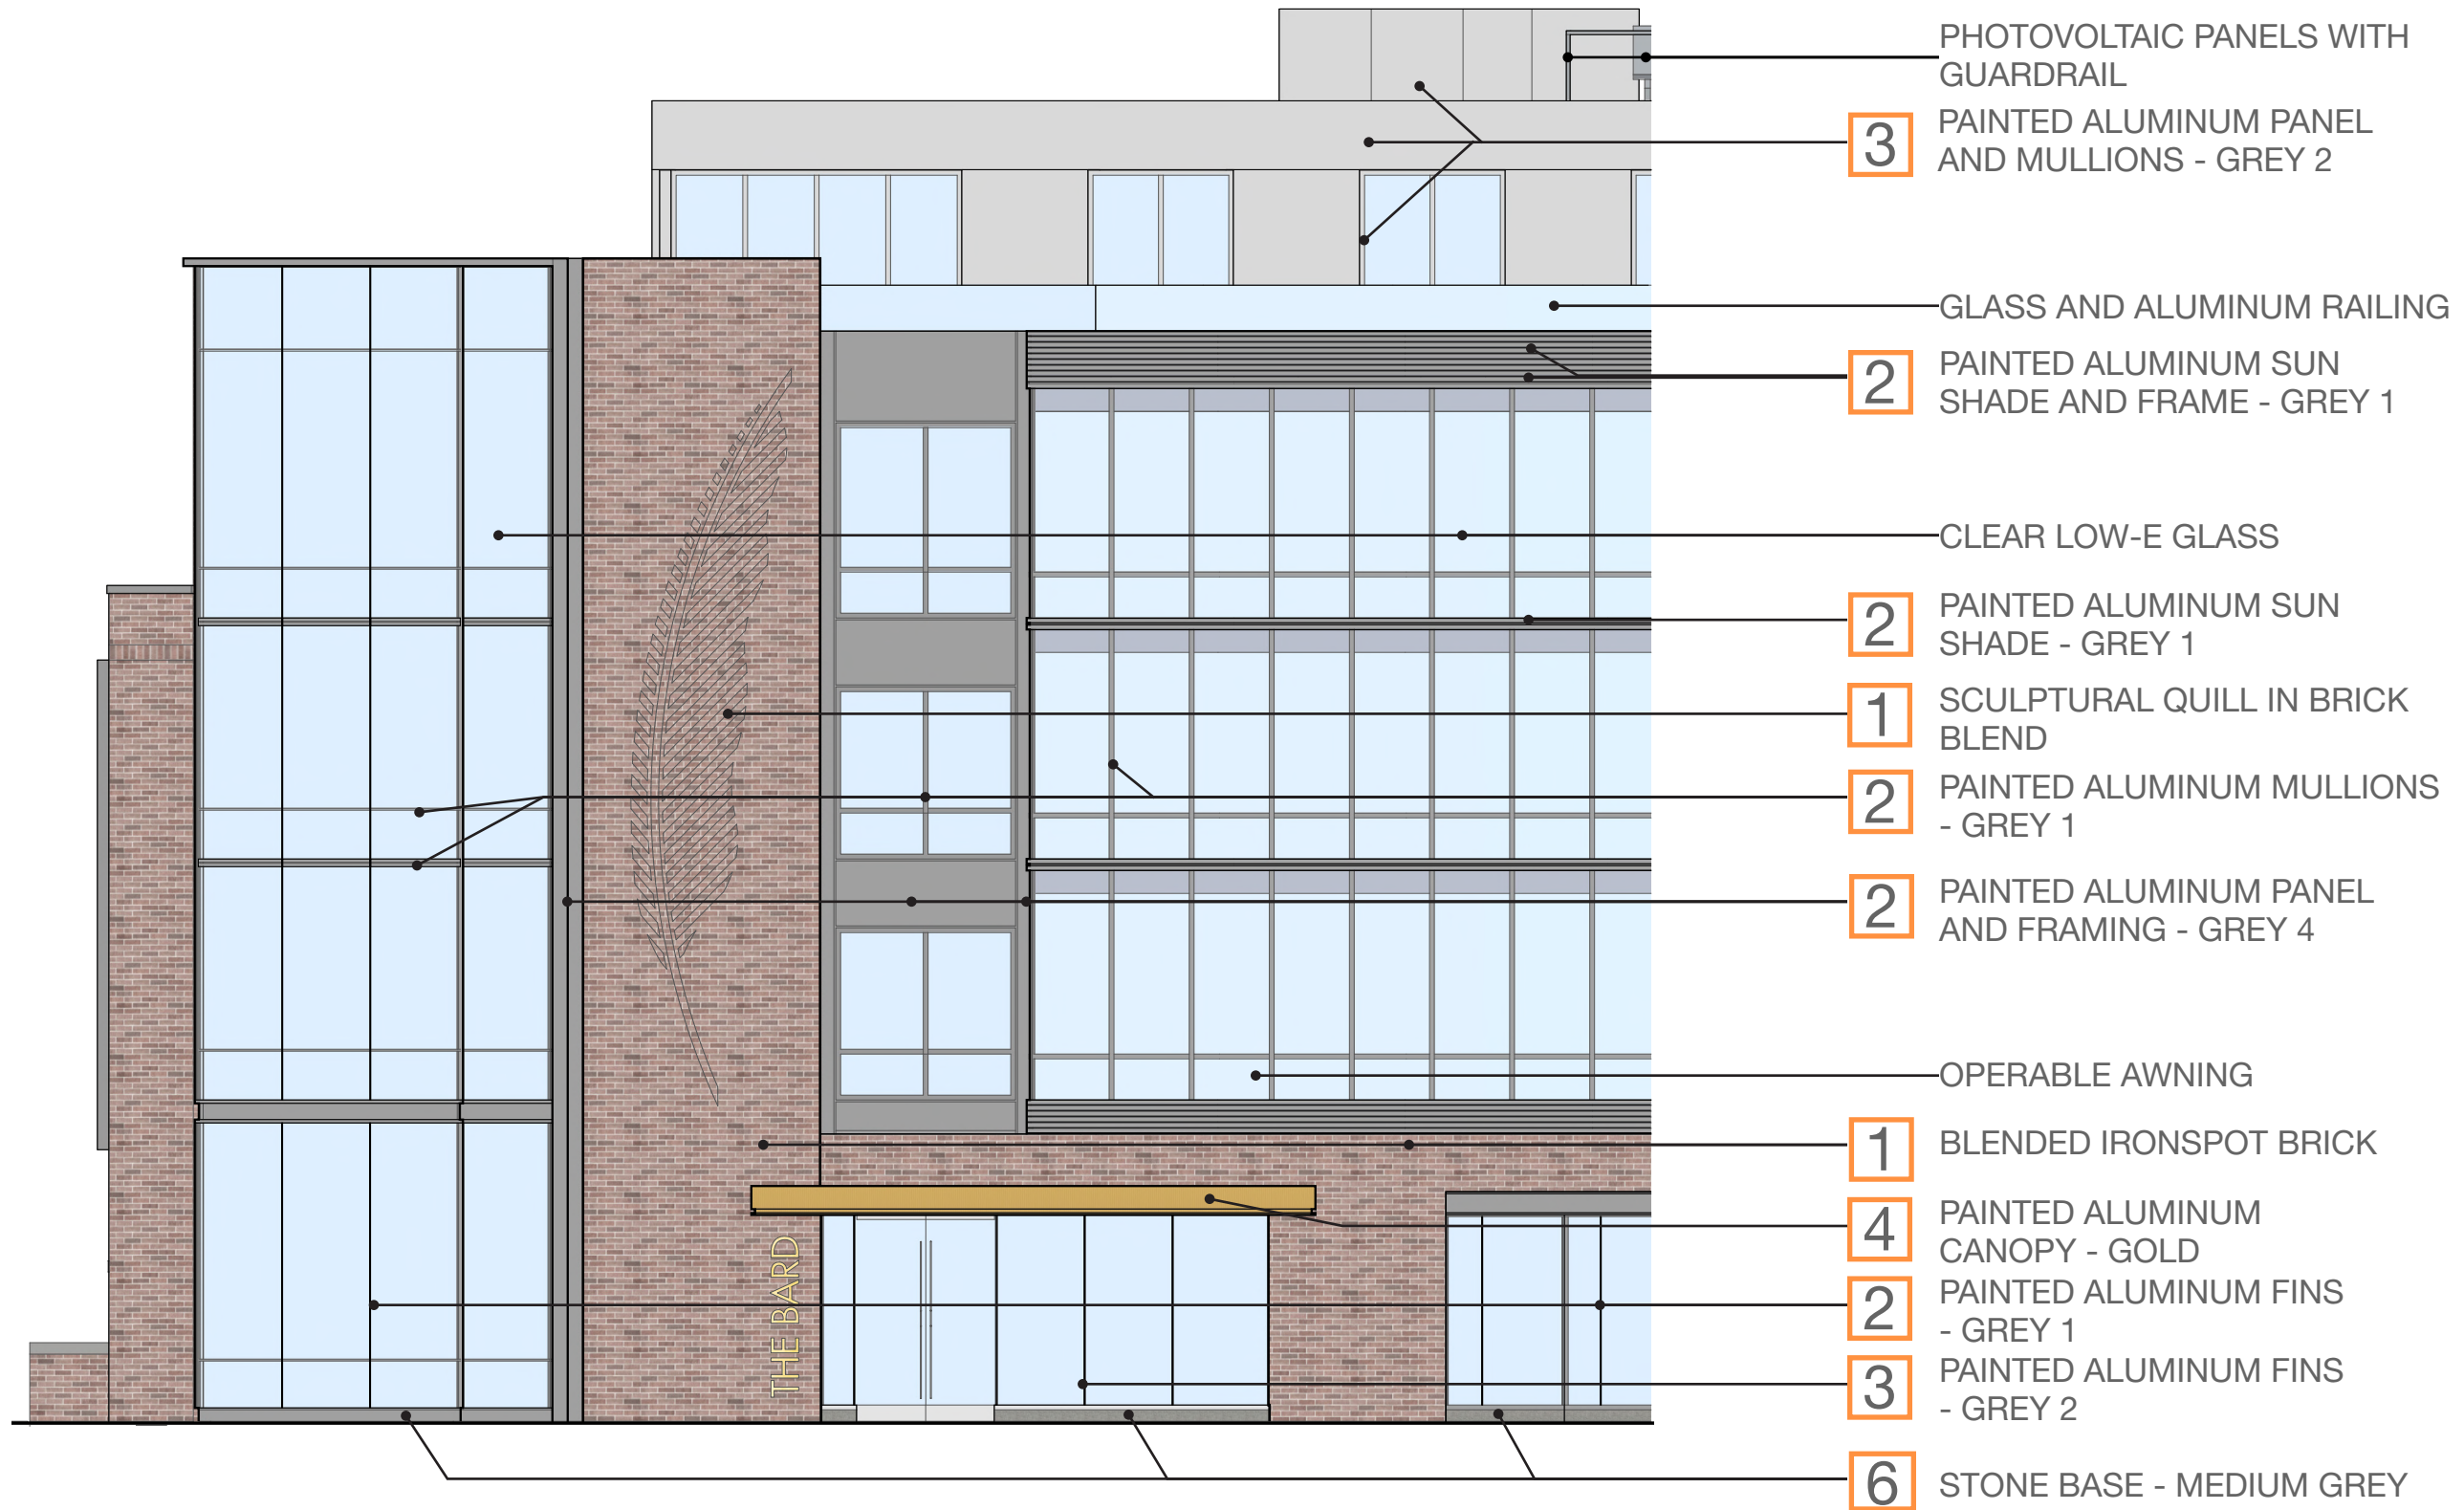 PHOTOVOLTAIC PANELS WITH
GUARDRAIL
3 PAINTED ALUMINUM PANEL
AND MULLIONS - GREY 2
GLASS AND ALUMINUM RAILING
2 PAINTED ALUMINUM SUN
SHADE AND FRAME - GREY 1
CLEAR LOW-E GLASS
2 PAINTED ALUMINUM SUN
SHADE - GREY 1
1 SCULPTURAL QUILL IN BRICK
BLEND
2 PAINTED ALUMINUM MULLIONS
- GREY 1
2 PAINTED ALUMINUM PANEL
AND FRAMING - GREY 4
OPERABLE AWNING
1 BLENDED IRONSPOT BRICK
4 PAINTED ALUMINUM
CANOPY - GOLD
2 PAINTED ALUMINUM FINS
- GREY 1
3 PAINTED ALUMINUM FINS
- GREY 2
6 STONE BASE - MEDIUM GREY
THE BARD